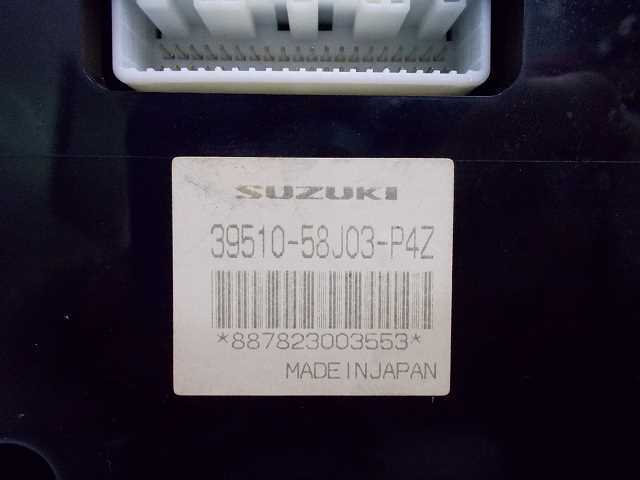 SUZUKI
39510-58J03-P4Z
*887823003553*
MADE IN JAPAN